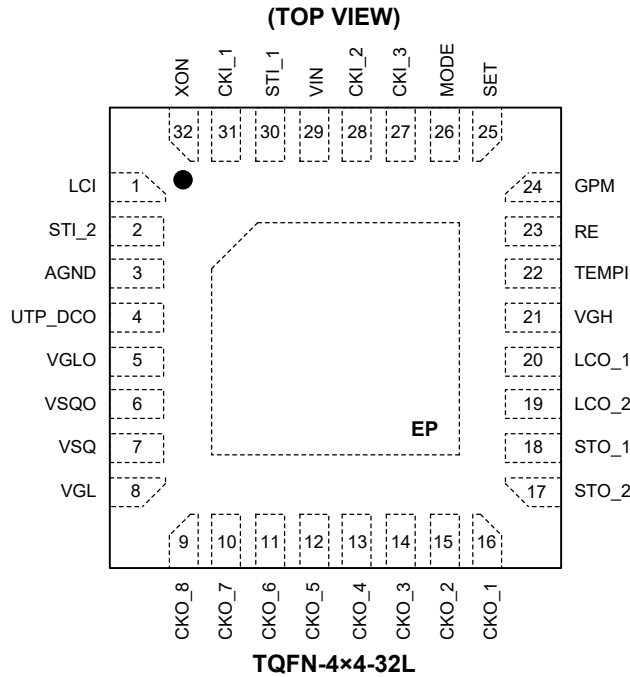 (TOP VIEW)
XON
CKI_1
STI_1
VIN
CKI_2
CKI_3
MODE
SET
32 31 30 29 28 27 26 25
LCI 1 24 GPM
STI_2 2 23 RE
AGND 3 22 TEMPI
UTP_DCO 4 21 VGH
VGLO 5 20 LCO_1
VSQO 6 19 LCO_2
VSQ 7 EP 18 STO_1
VGL 8 17 STO_2
9 10 11 12 13 14 15 16
CKO_8
CKO_7
CKO_6
CKO_5
CKO_4
CKO_3
CKO_2
CKO_1
TQFN-4×4-32L